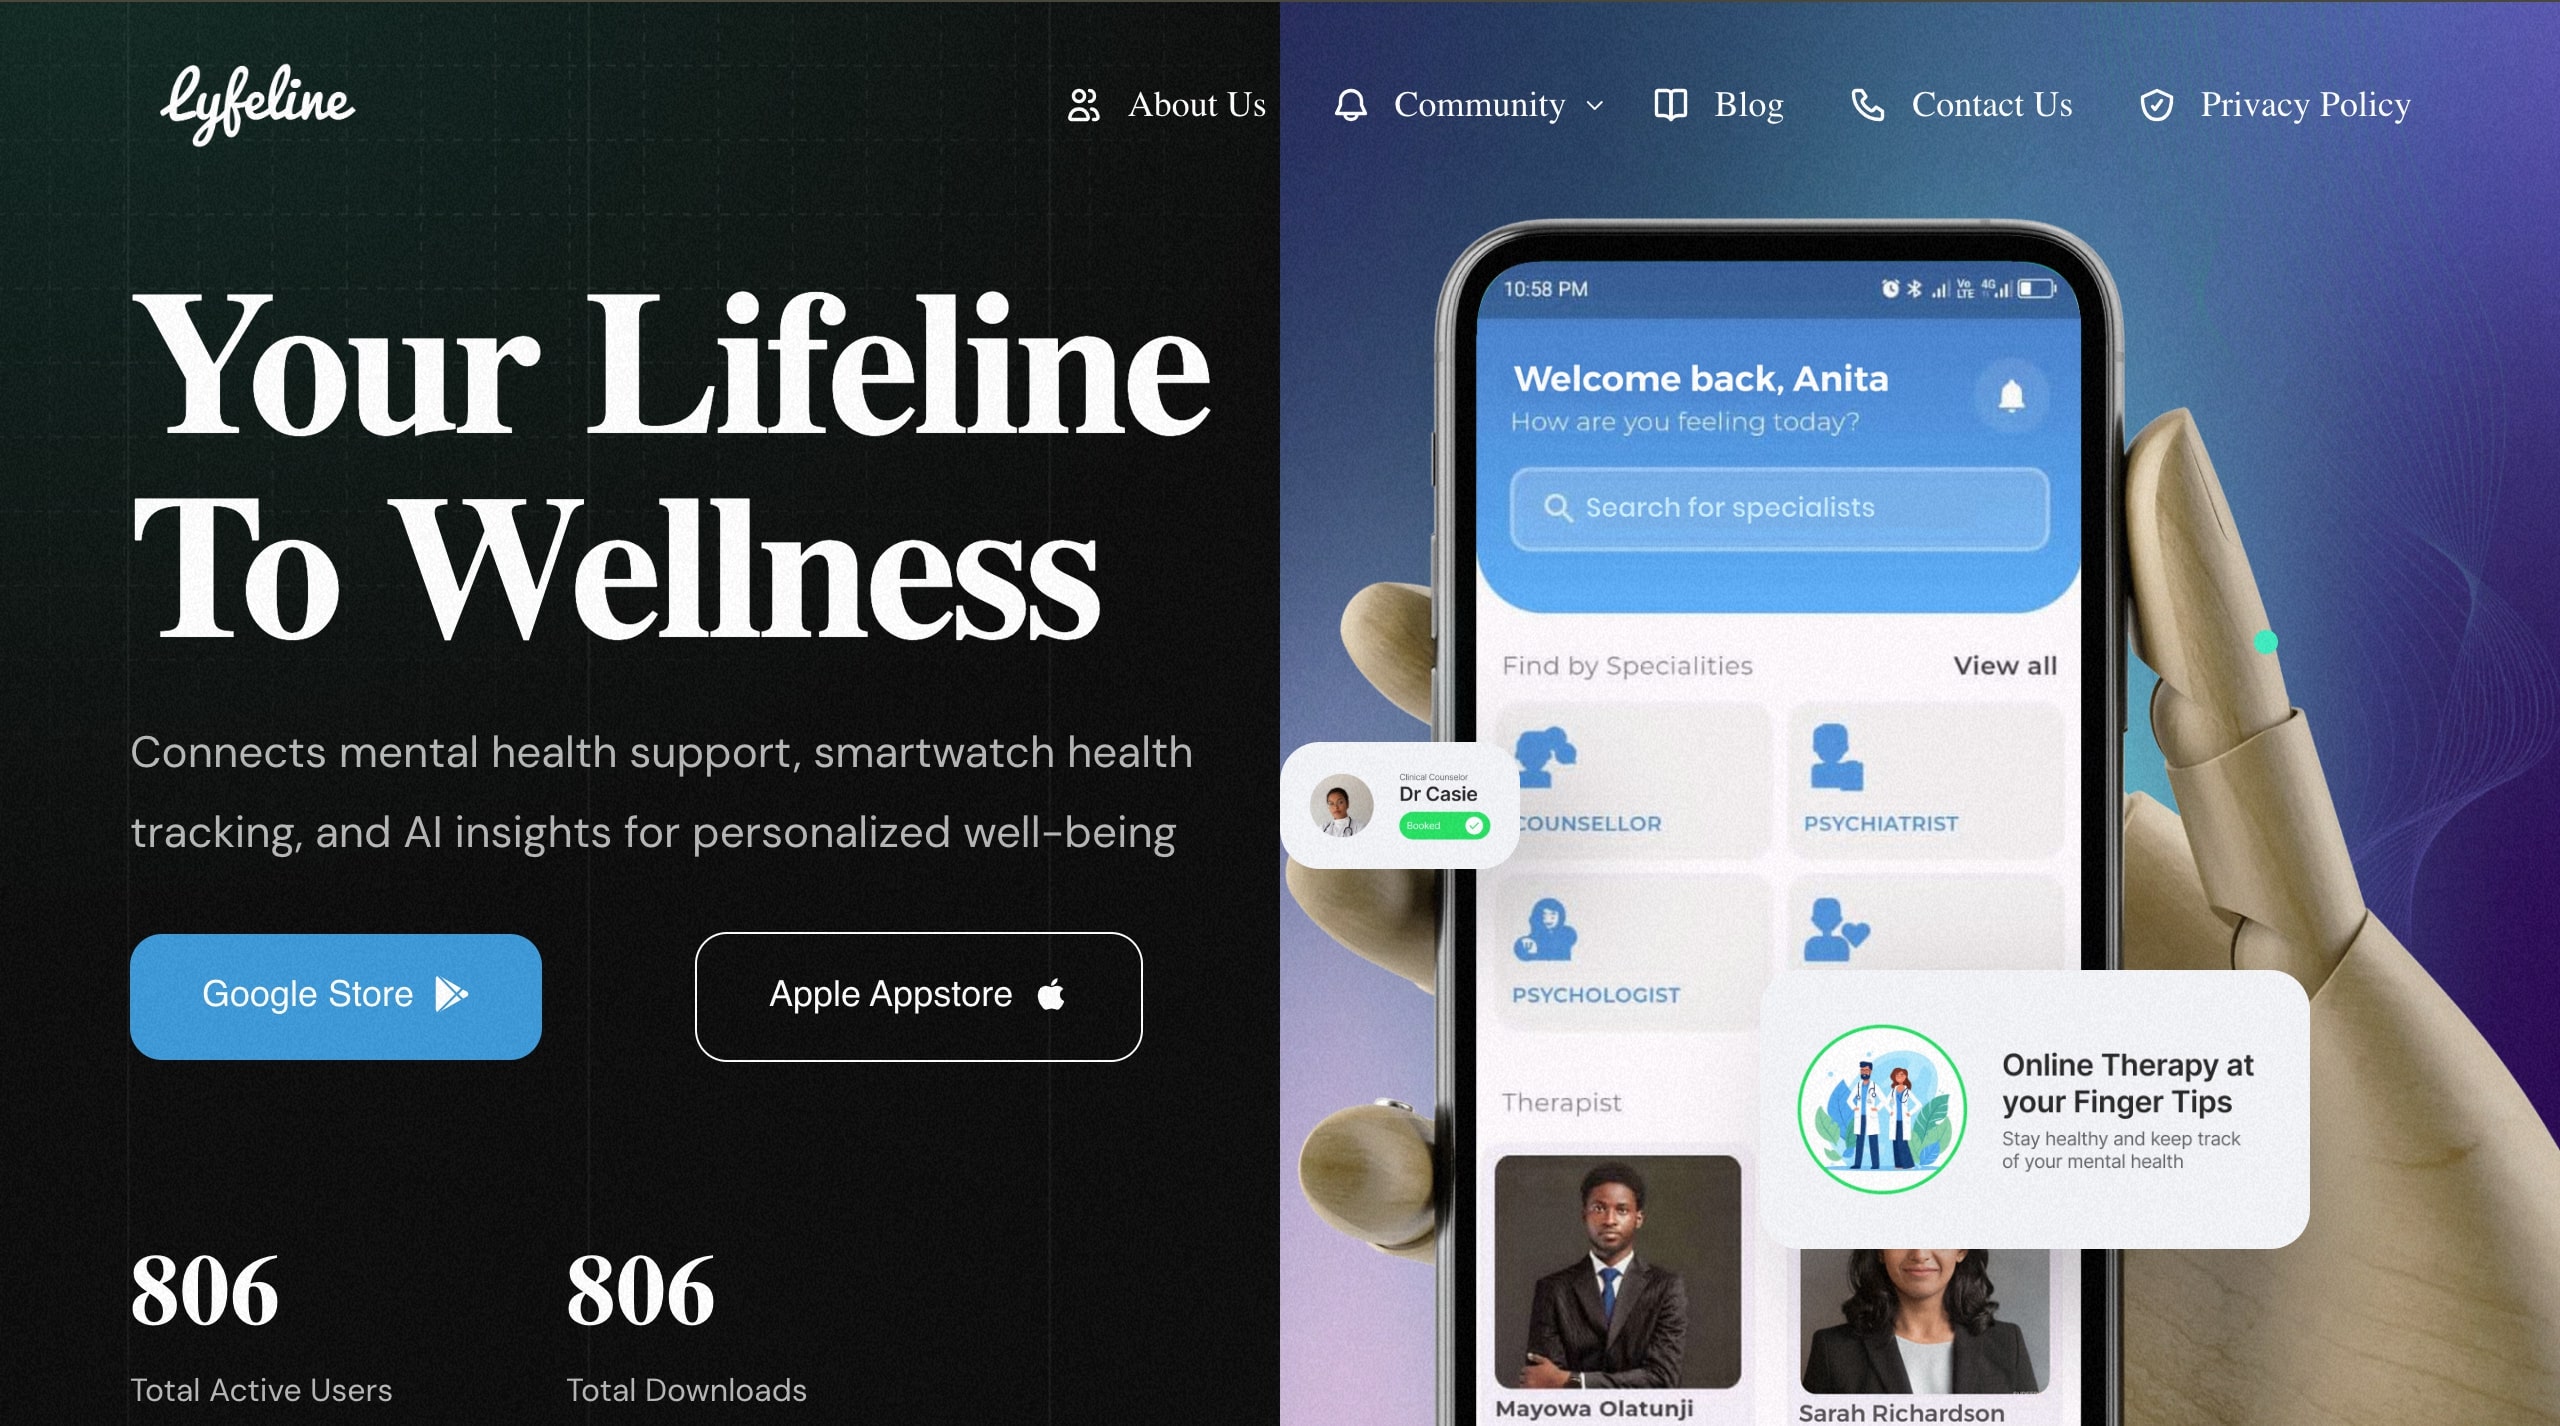 Lyfeline
About Us
Community
Blog
Contact Us
Privacy Policy
Your Lifeline
To Wellness
Connects mental health support, smartwatch health
tracking, and AI insights for personalized well-being
Google Store
Apple Appstore
806
Total Active Users
806
Total Downloads
10:58 PM
Vo
LTE
4G
Welcome back, Anita
How are you feeling today?
Search for specialists
Find by Specialities
View all
Clinical Counselor
Dr Casie
Booked
COUNSELLOR
PSYCHIATRIST
PSYCHOLOGIST
Online Therapy at
your Finger Tips
Stay healthy and keep track
of your mental health
Therapist
Mayowa Olatunji
Sarah Richardson